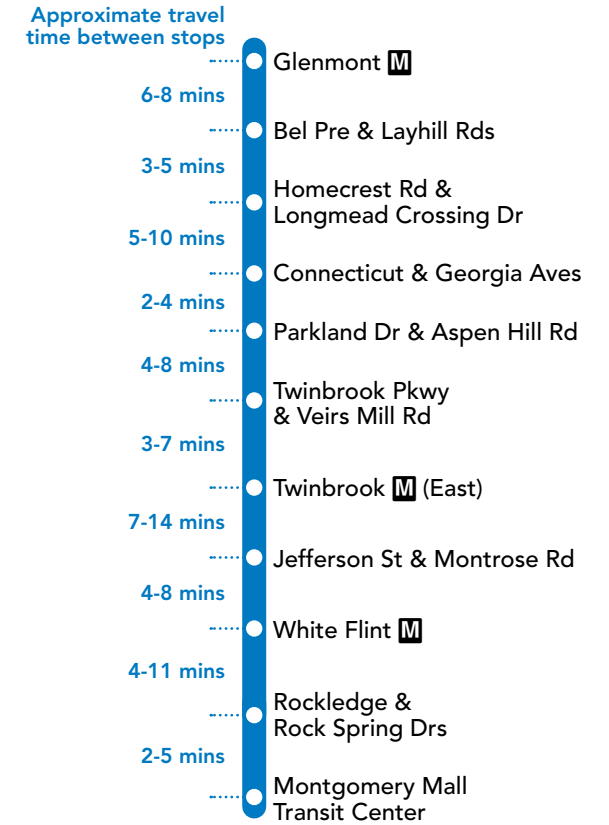 Approximate travel
time between stops
Glenmont M
6-8 mins
Bel Pre & Layhill Rds
3-5 mins
Homecrest Rd &
Longmead Crossing Dr
5-10 mins
Connecticut & Georgia Aves
2-4 mins
Parkland Dr & Aspen Hill Rd
4-8 mins
Twinbrook Pkwy
& Veirs Mill Rd
3-7 mins
Twinbrook M (East)
7-14 mins
Jefferson St & Montrose Rd
4-8 mins
White Flint M
4-11 mins
Rockledge &
Rock Spring Drs
2-5 mins
Montgomery Mall
Transit Center